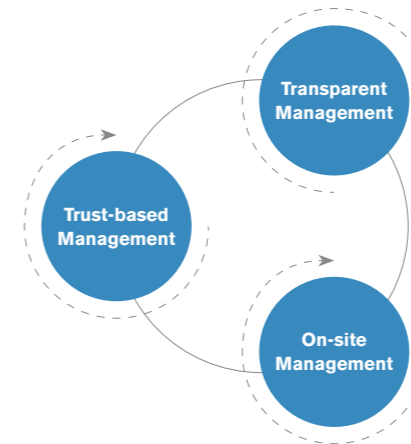 Transparent
Management
Trust-based
Management
On-site
Management